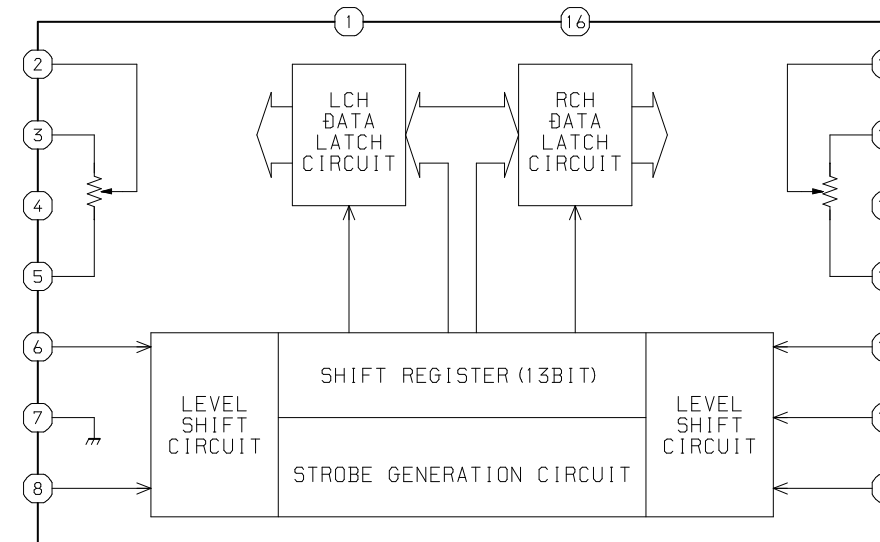 1
16
2
3
4
5
6
7
8
LCH
DATA
LATCH
CIRCUIT
RCH
DATA
LATCH
CIRCUIT
LEVEL
SHIFT
CIRCUIT
SHIFT REGISTER (13BIT)
STROBE GENERATION CIRCUIT
LEVEL
SHIFT
CIRCUIT